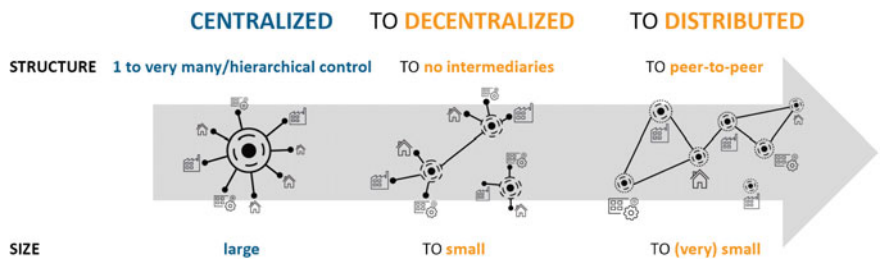 CENTRALIZED TO DECENTRALIZED TO DISTRIBUTED
STRUCTURE 1 to very many/hierarchical control TO no intermediaries TO peer-to-peer
SIZE large TO small TO (very) small